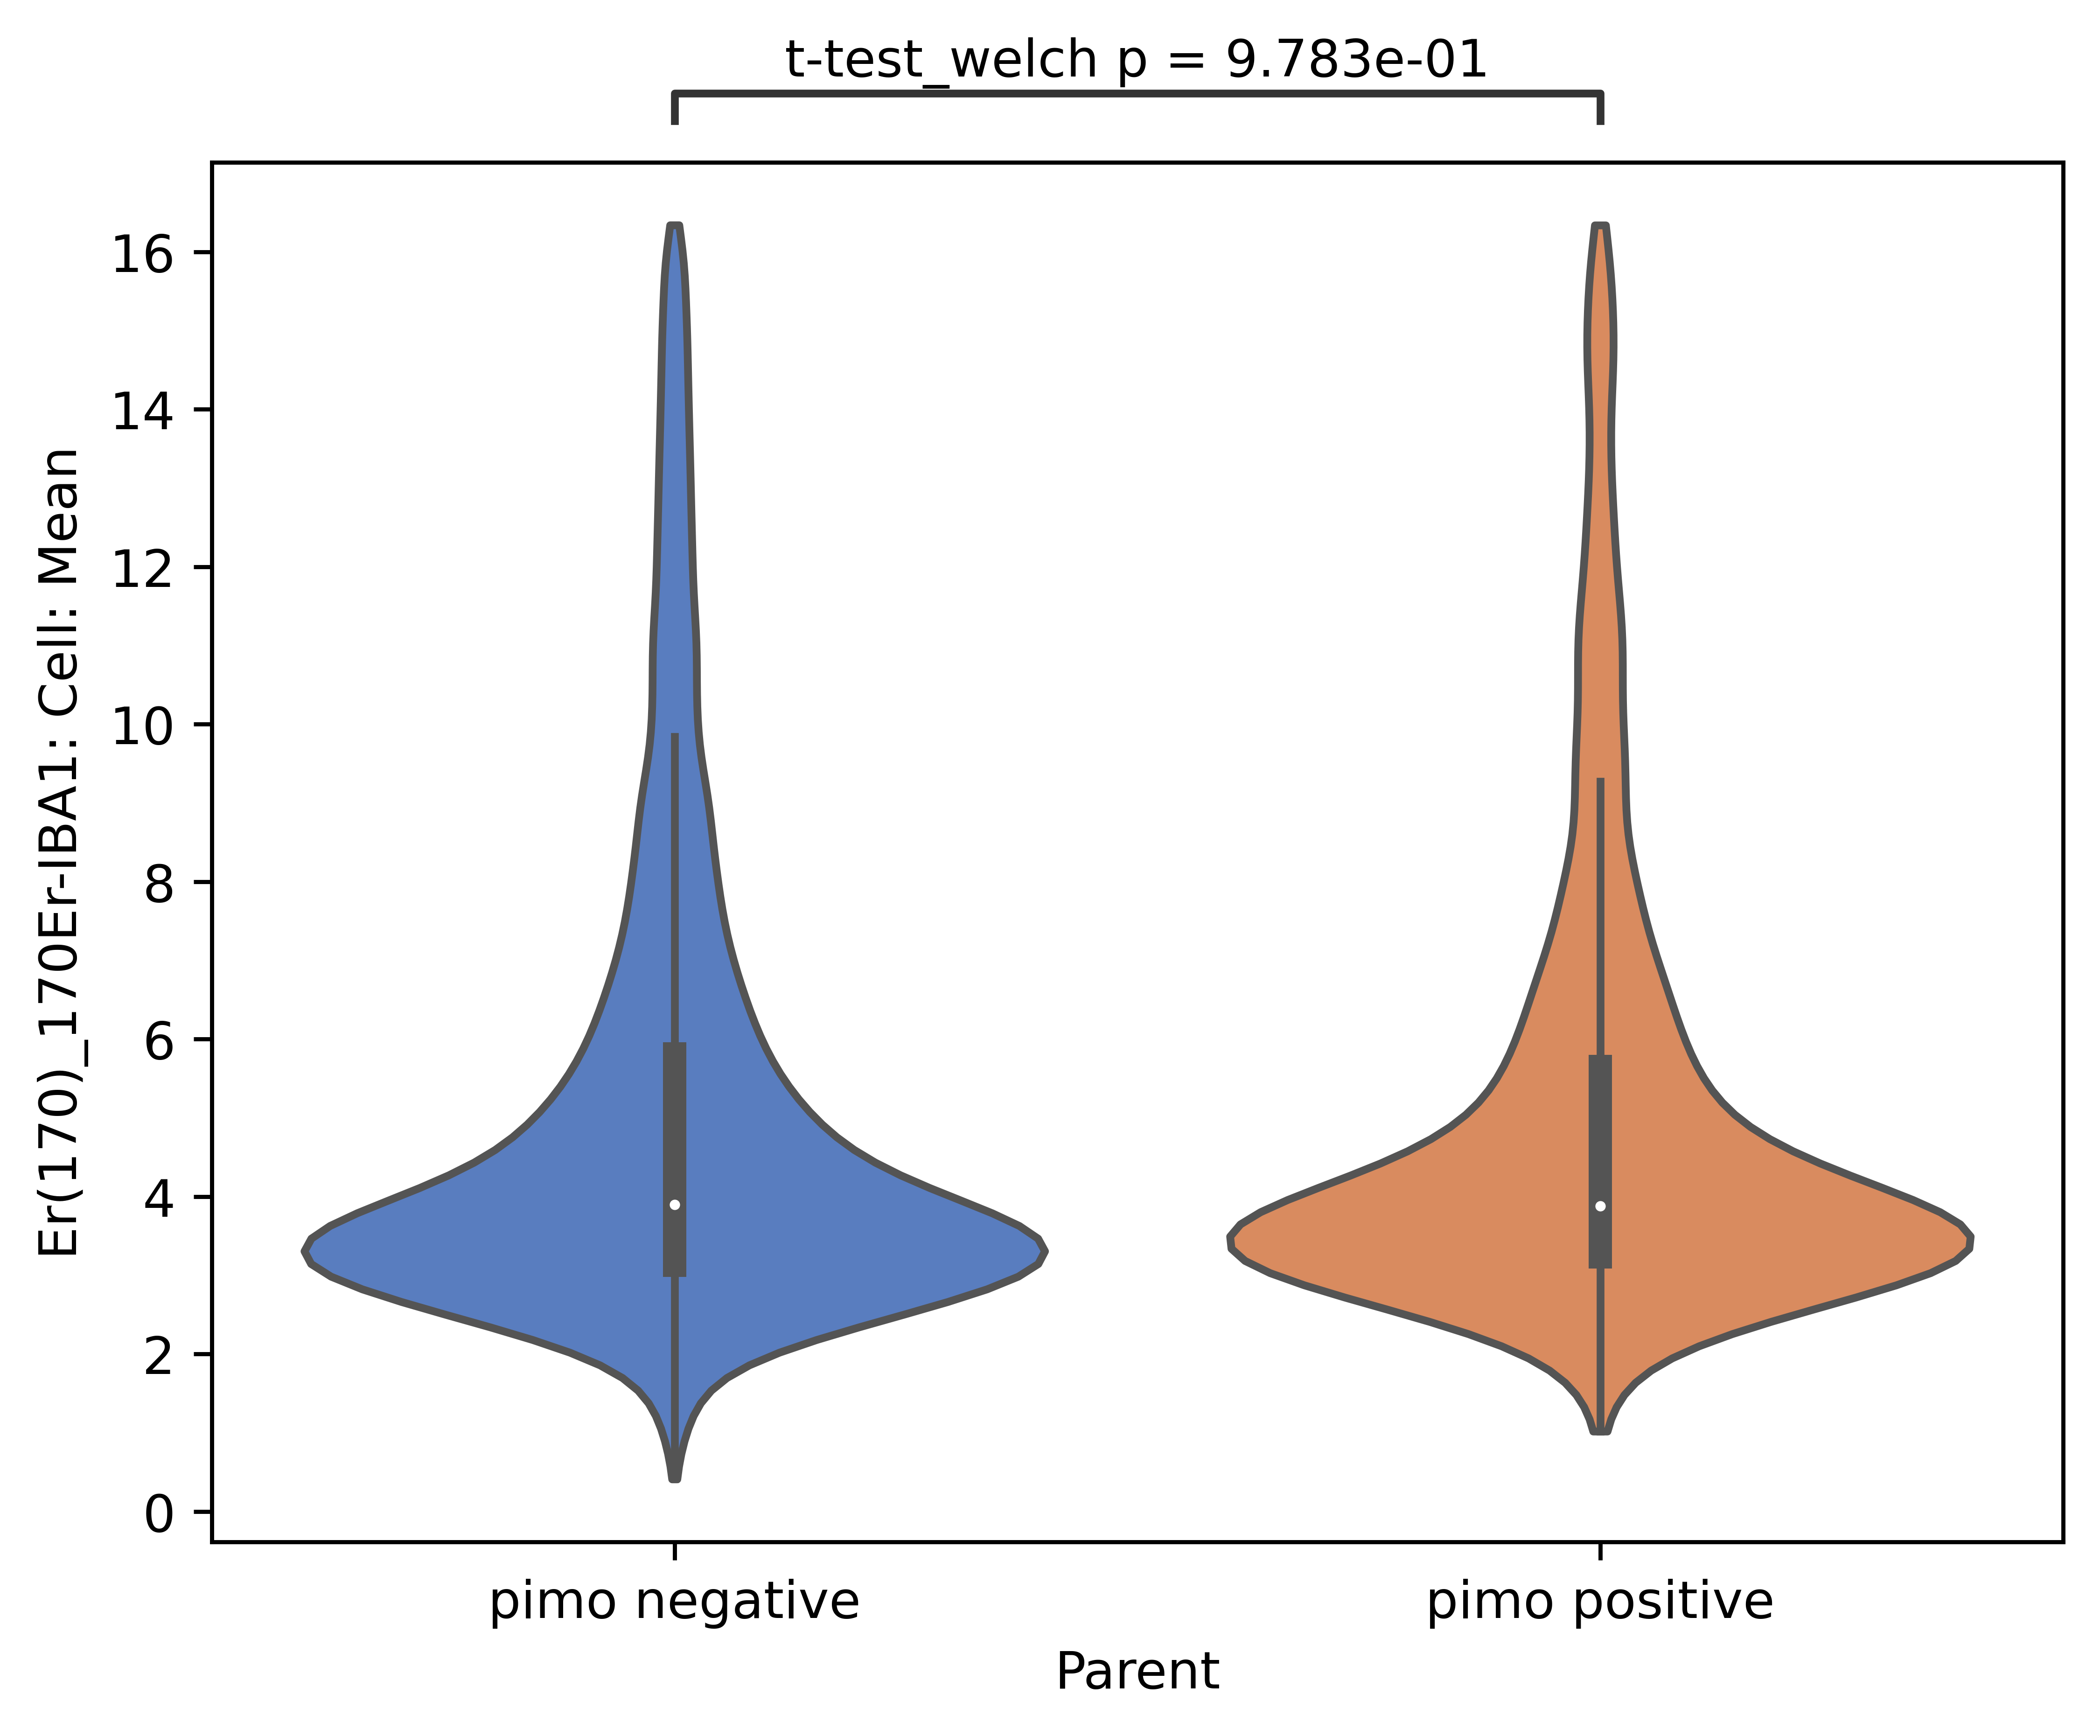 t-test_welch p = 9.783e-01
Er(170)_170Er-IBA1: Cell: Mean
16
14
12
10
8
6
4
2
0
pimo negative
pimo positive
Parent